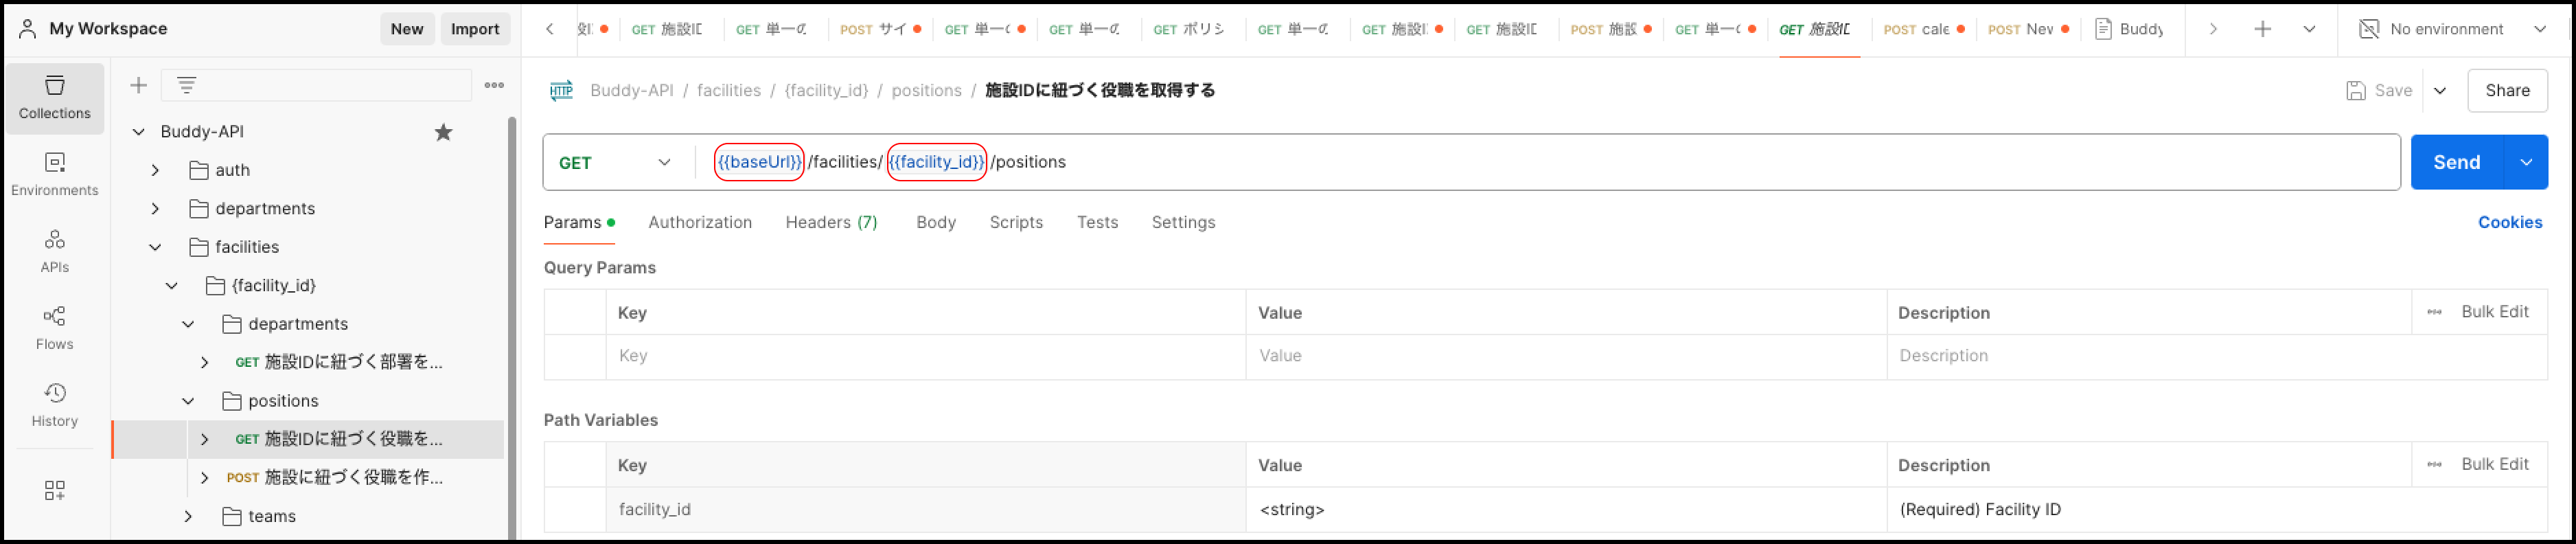 My Workspace
New
Import
GET 施設ID
GET 単一の
POST サイ
GET 単一の
GET 単一の
GET ポリシ
GET 単一の
GET 施設I
GET 施設ID
POST 施設
GET 単一の
GET 施設ID
POST cale
POST New
Buddy
No environment
Collections
Environments
APIs
Flows
History
Buddy-API
auth
departments
facilities
{facility_id}
departments
GET 施設IDに紐づく部署を...
positions
GET 施設IDに紐づく役職を...
POST 施設に紐づく役職を作...
teams
HTTP
Buddy-API / facilities / {facility_id} / positions / 施設IDに紐づく役職を取得する
Save
Share
GET
{{baseUrl}} /facilities/ {{facility_id}} /positions
Send
Params
Authorization
Headers (7)
Body
Scripts
Tests
Settings
Cookies
Query Params
Key
Value
Description
Bulk Edit
Key
Value
Description
Path Variables
Key
Value
Description
Bulk Edit
facility_id
<string>
(Required) Facility ID